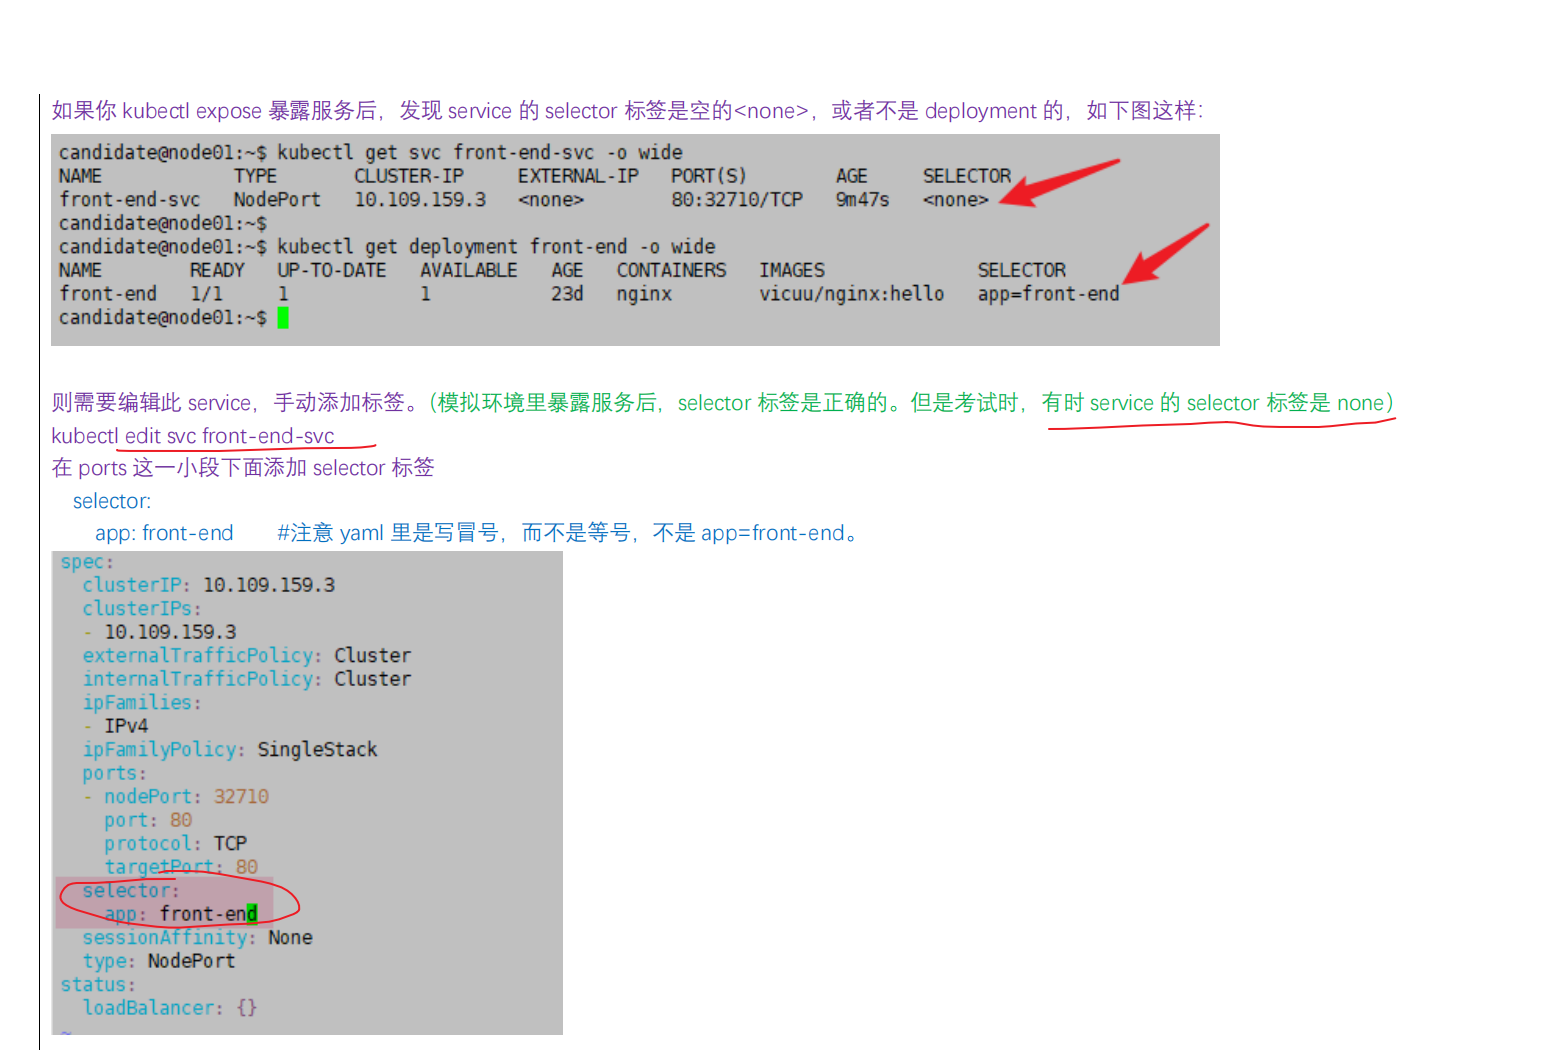 如果你 kubectl expose 暴露服务后，发现 service 的 selector 标签是空的<none>，或者不是 deployment 的，如下图这样：
candidate@node01:~$ kubectl get svc front-end-svc -o wide
NAME TYPE CLUSTER-IP EXTERNAL-IP PORT(S) AGE SELECTOR
front-end-svc NodePort 10.109.159.3 <none> 80:32710/TCP 9m47s <none>
candidate@node01:~$
candidate@node01:~$ kubectl get deployment front-end -o wide
NAME READY UP-TO-DATE AVAILABLE AGE CONTAINERS IMAGES SELECTOR
front-end 1/1 1 1 23d nginx vicuu/nginx:hello app=front-end
candidate@node01:~$
则需要编辑此 service，手动添加标签。（模拟环境里暴露服务后，selector 标签是正确的。但是考试时，有时 service 的 selector 标签是 none）
kubectl edit svc front-end-svc
在 ports 这一小段下面添加 selector 标签
selector:
app: front-end #注意 yaml 里是写冒号，而不是等号，不是 app=front-end。
spec:
clusterIP: 10.109.159.3
clusterIPs:
- 10.109.159.3
externalTrafficPolicy: Cluster
internalTrafficPolicy: Cluster
ipFamilies:
- IPv4
ipFamilyPolicy: SingleStack
ports:
- nodePort: 32710
port: 80
protocol: TCP
targetPort: 80
selector:
app: front-end
sessionAffinity: None
type: NodePort
status:
loadBalancer: {}
~